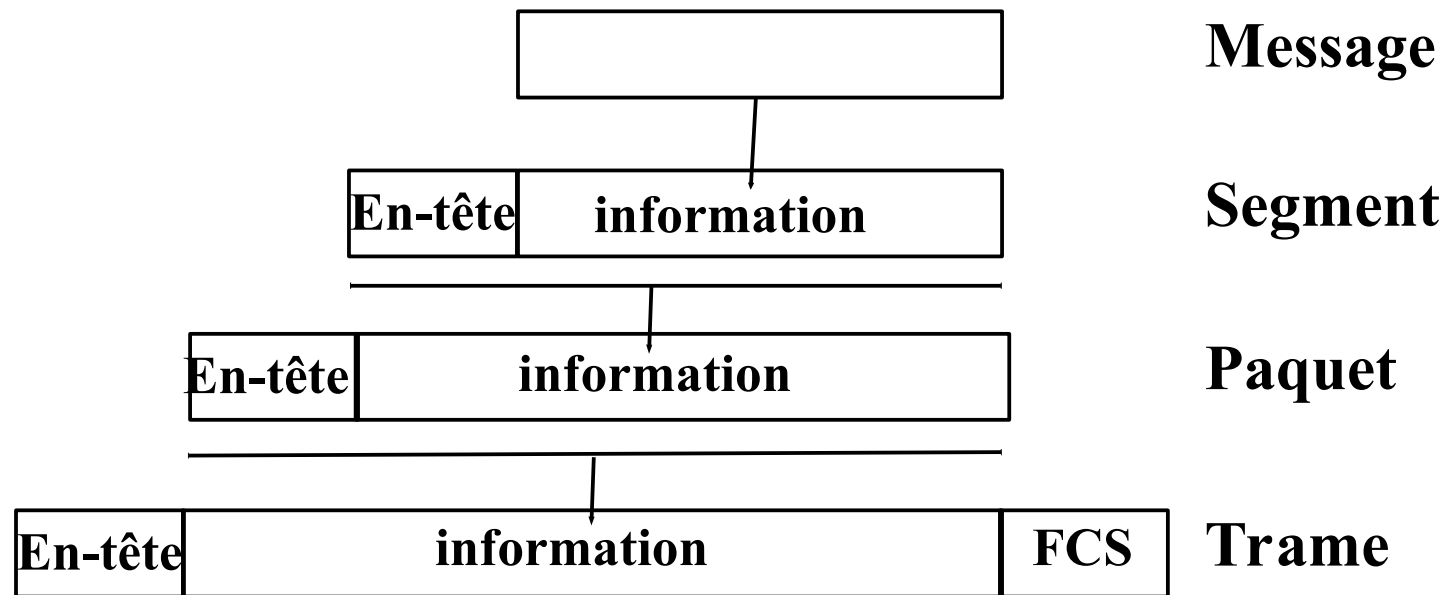 Message
En-tête information Segment
En-tête information Paquet
En-tête information FCS Trame